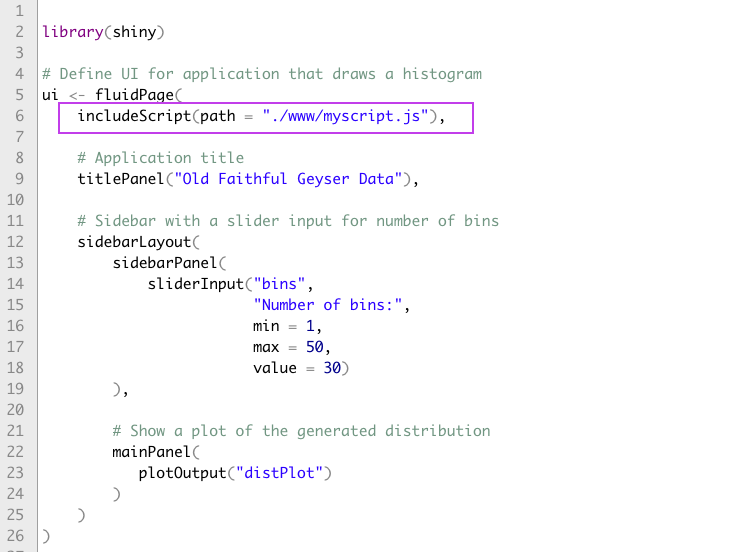 1
2 library(shiny)
3
4 # Define UI for application that draws a histogram
5 ui <- fluidPage(
6     includeScript(path = "./www/myscript.js"),
7
8     # Application title
9     titlePanel("Old Faithful Geyser Data"),
10
11     # Sidebar with a slider input for number of bins
12     sidebarLayout(
13         sidebarPanel(
14             sliderInput("bins",
15                         "Number of bins:",
16                         min = 1,
17                         max = 50,
18                         value = 30)
19         ),
20
21         # Show a plot of the generated distribution
22         mainPanel(
23            plotOutput("distPlot")
24         )
25     )
26 )